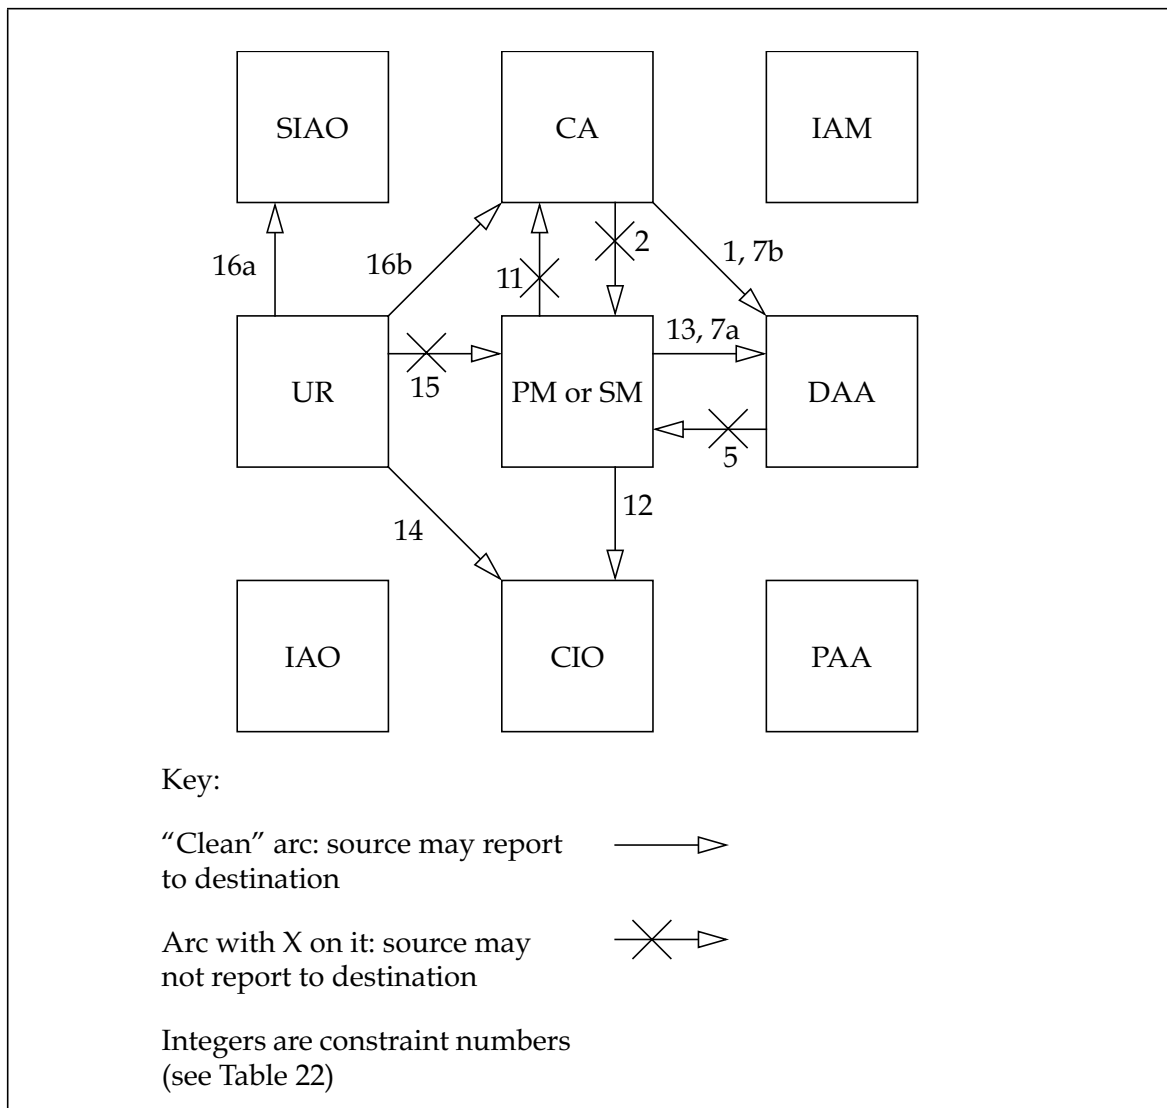 SIAO
CA
IAM
16a
16b
11
2
1, 7b
UR
15
PM or SM
13, 7a
DAA
5
14
12
IAO
CIO
PAA
Key:
“Clean” arc: source may report
to destination
Arc with X on it: source may
not report to destination
Integers are constraint numbers
(see Table 22)